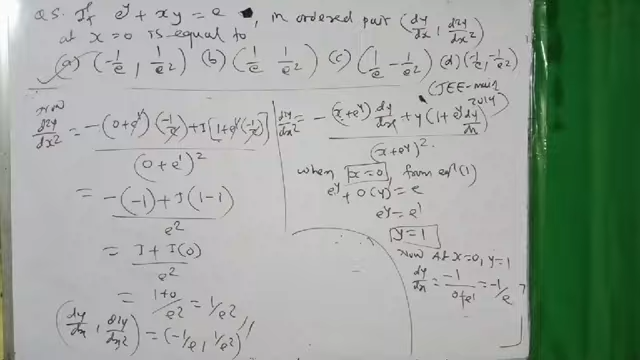 Q5. If e^y + xy = e, in ordered pair (dy/dx, d²y/dx²)
at x = 0 is equal to
(a) (-1/e, 1/e²) (b) (1/e 1/e²) (c) (1/e - 1/e²) (d) (-1/e, -1/e²)
(JEE-main 2019)
Now
d²y/dx² = -(0+e^1)(-1/e) + 1[1+e^1(-1/e)] / (0+e^1)²
= -(-1) + 1(1-1) / e²
= 1 + 1(0) / e²
= 1+0 / e² = 1/e²
(dy/dx, d²y/dx²) = (-1/e, 1/e²)
d²y/dx² = -(x+e^y) dy/dx + y(1+e^y dy/dx) / (x+e^y)²
when x=0, from eqn (1)
e^y + 0(y) = e
e^y = e^1
y=1
Now At x=0, y=1
dy/dx = -1 / 0+e^1 = -1/e